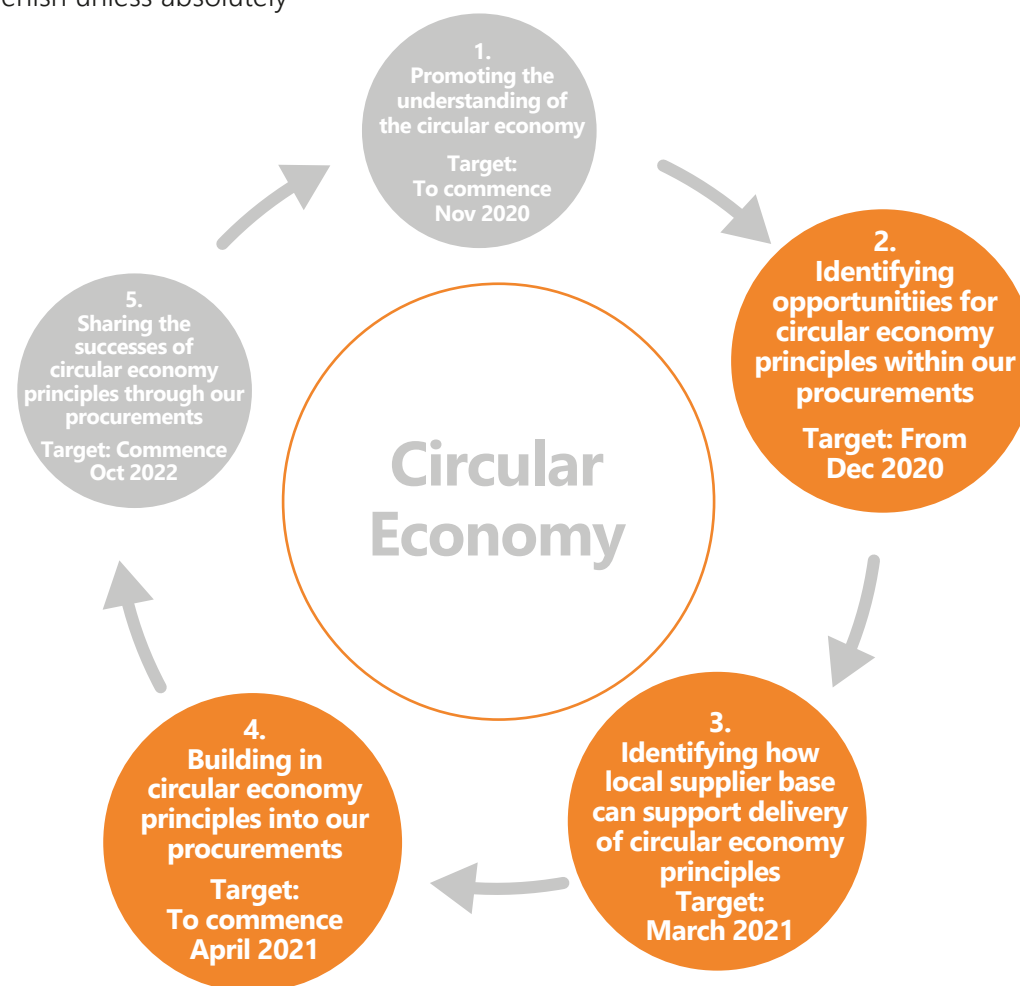 enish unless absolutely
1.
Promoting the
understanding of
the circular economy
Target:
To commence
Nov 2020
2.
Identifying
opportunitiies for
circular economy
principles within our
procurements
Target: From
Dec 2020
3.
Identifying how
local supplier base
can support delivery
of circular economy
principles
Target:
March 2021
4.
Building in
circular economy
principles into our
procurements
Target:
To commence
April 2021
5.
Sharing the
successes of
circular economy
principles through our
procurements
Target: Commence
Oct 2022
Circular
Economy